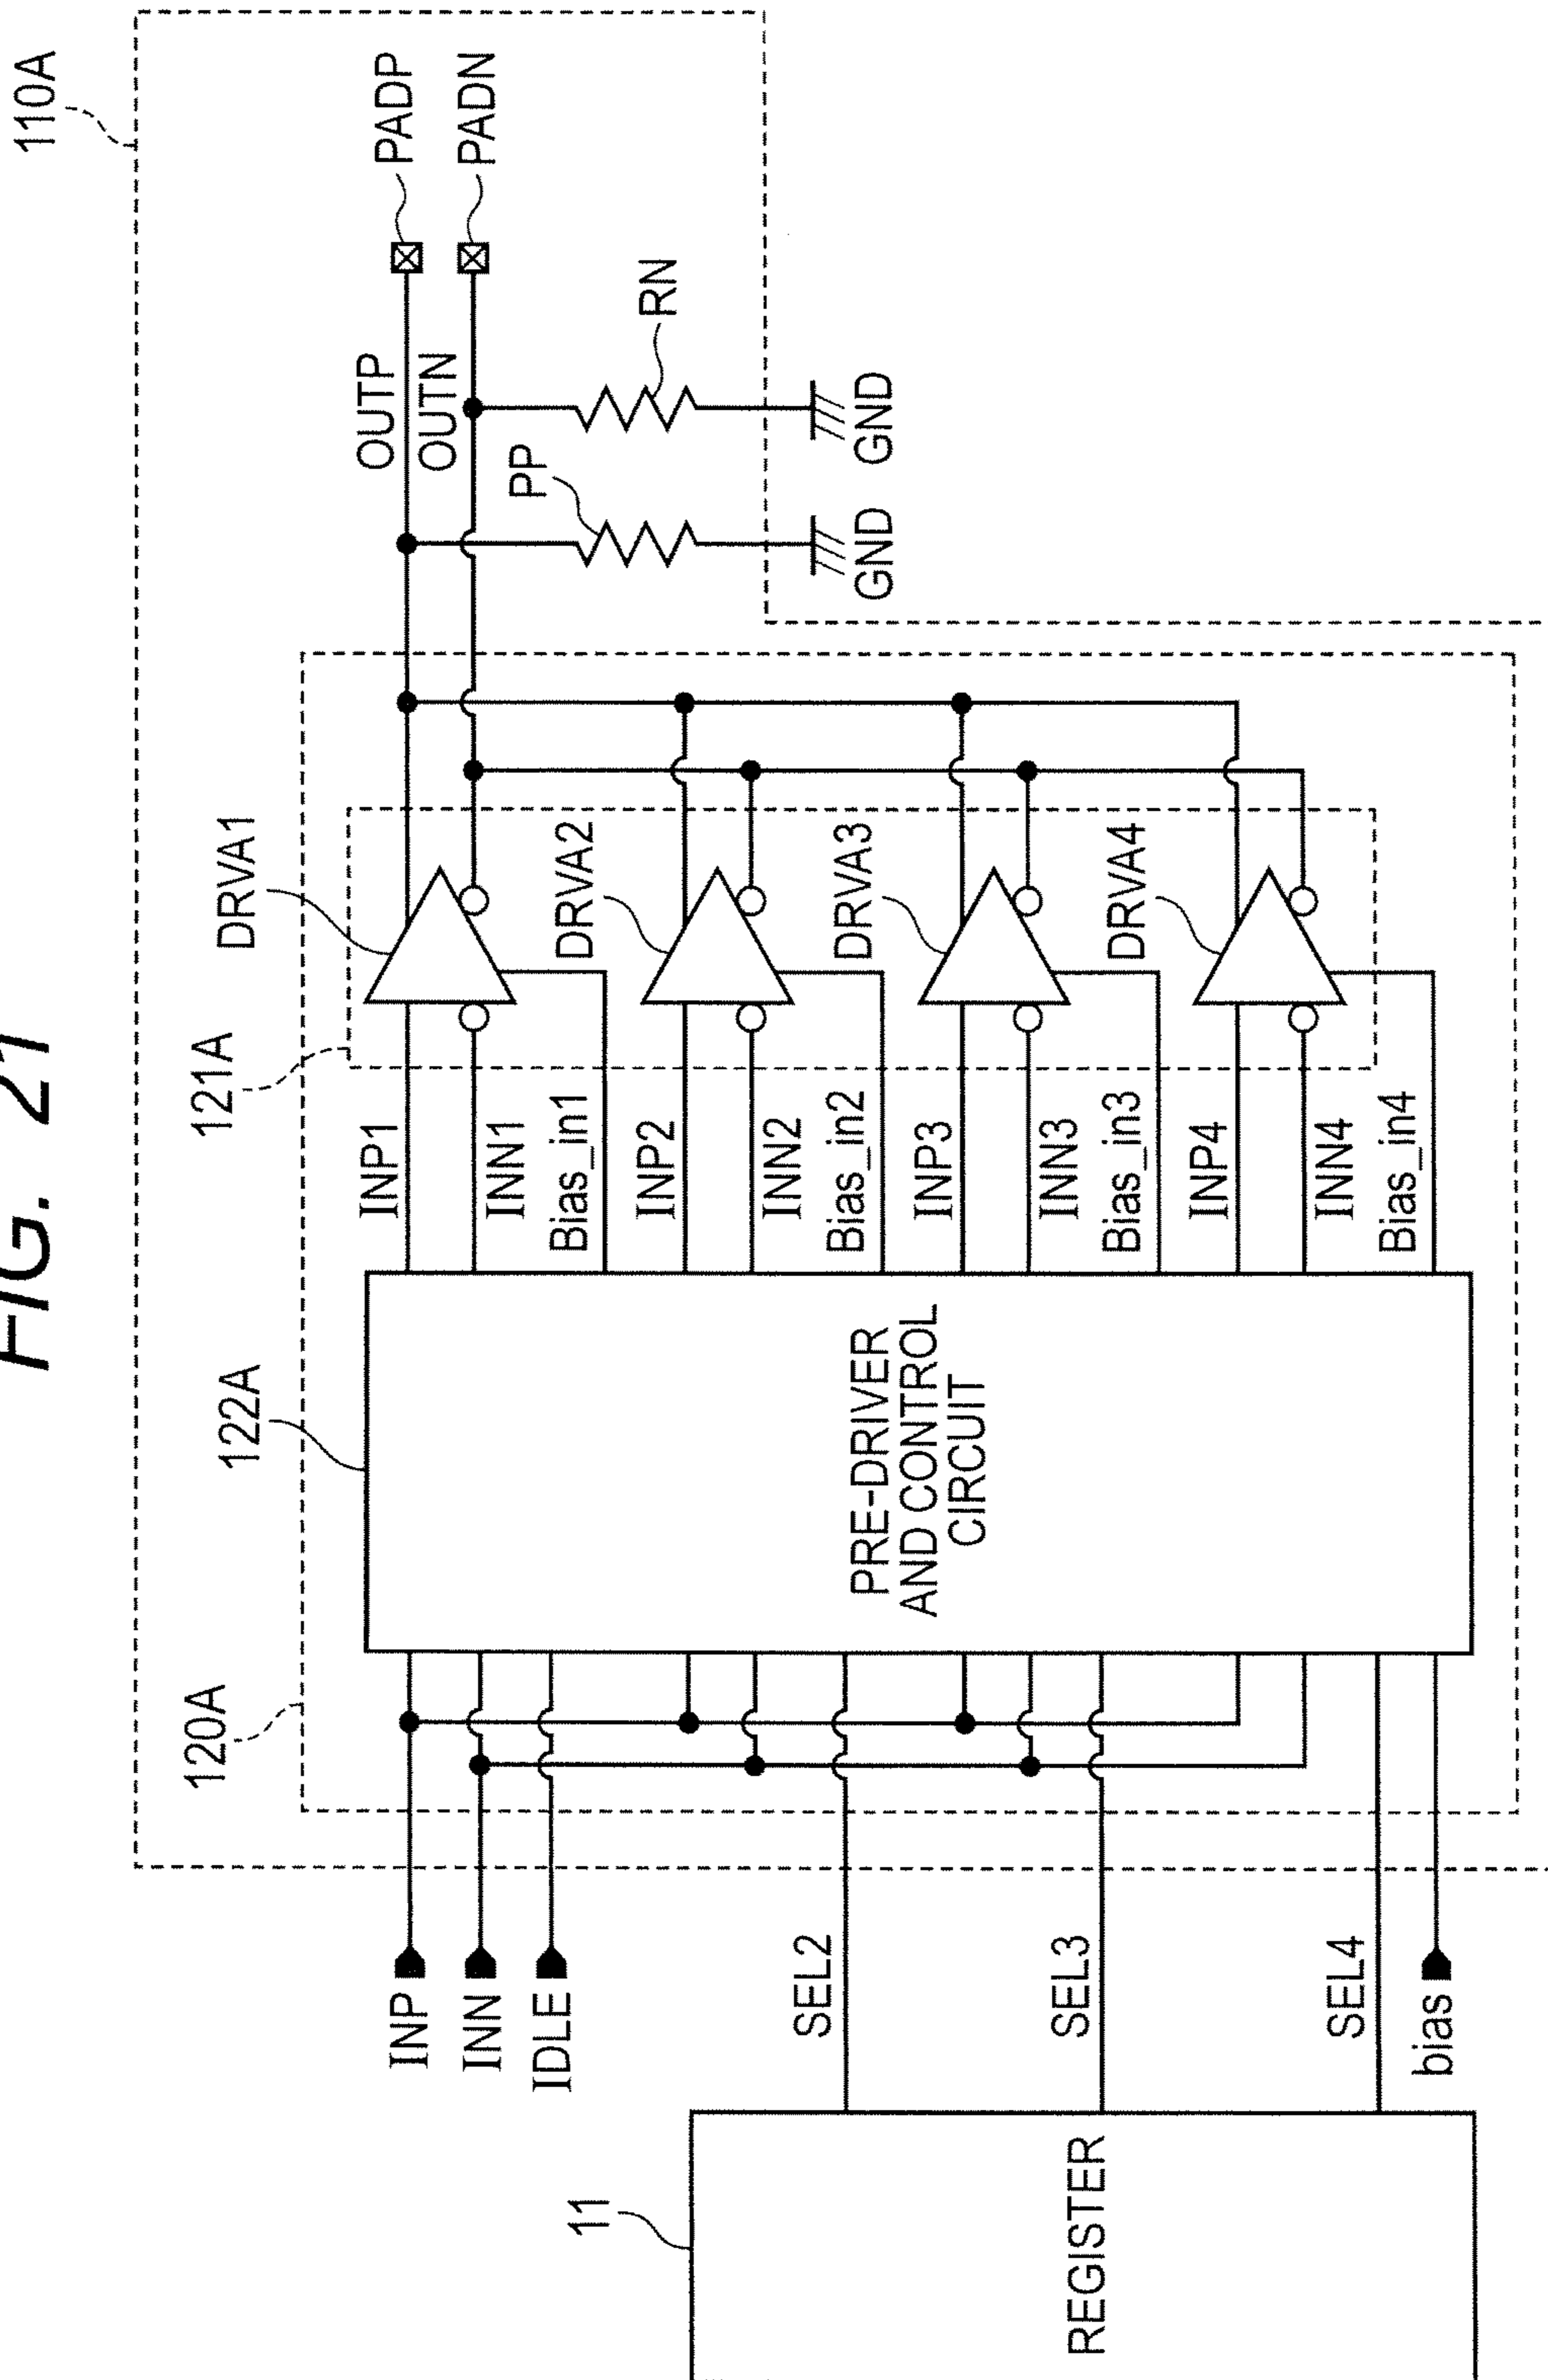 FIG. 21
110A
120A
122A
121A
DRVA1
DRVA2
DRVA3
DRVA4
INP
INN
IDLE
11
REGISTER
SEL2
SEL3
SEL4
bias
PRE-DRIVER
AND CONTROL
CIRCUIT
INP1
INN1
Bias_in1
INP2
INN2
Bias_in2
INP3
INN3
Bias_in3
INP4
INN4
Bias_in4
OUTP
OUTN
PADP
PADN
PP
RN
GND
GND